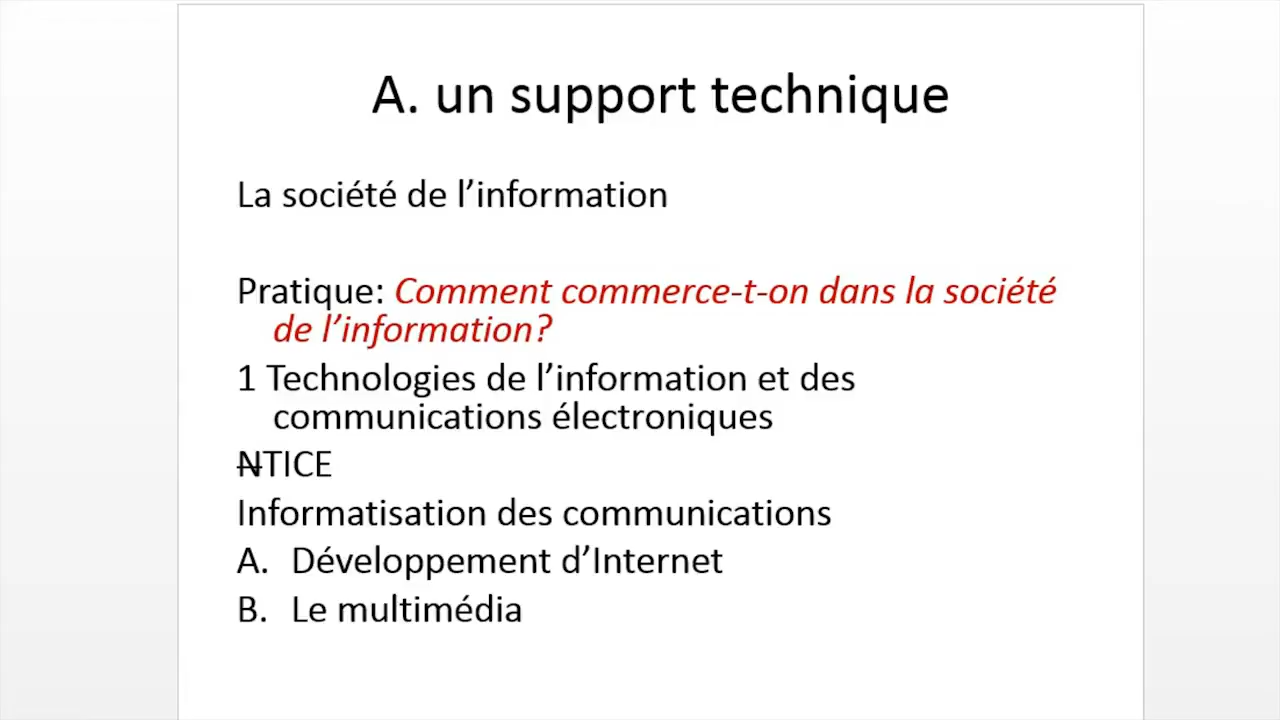 A. un support technique
La société de l’information
Pratique: Comment commerce-t-on dans la société
de l’information?
1 Technologies de l’information et des
communications électroniques
NTICE
Informatisation des communications
A. Développement d’Internet
B. Le multimédia